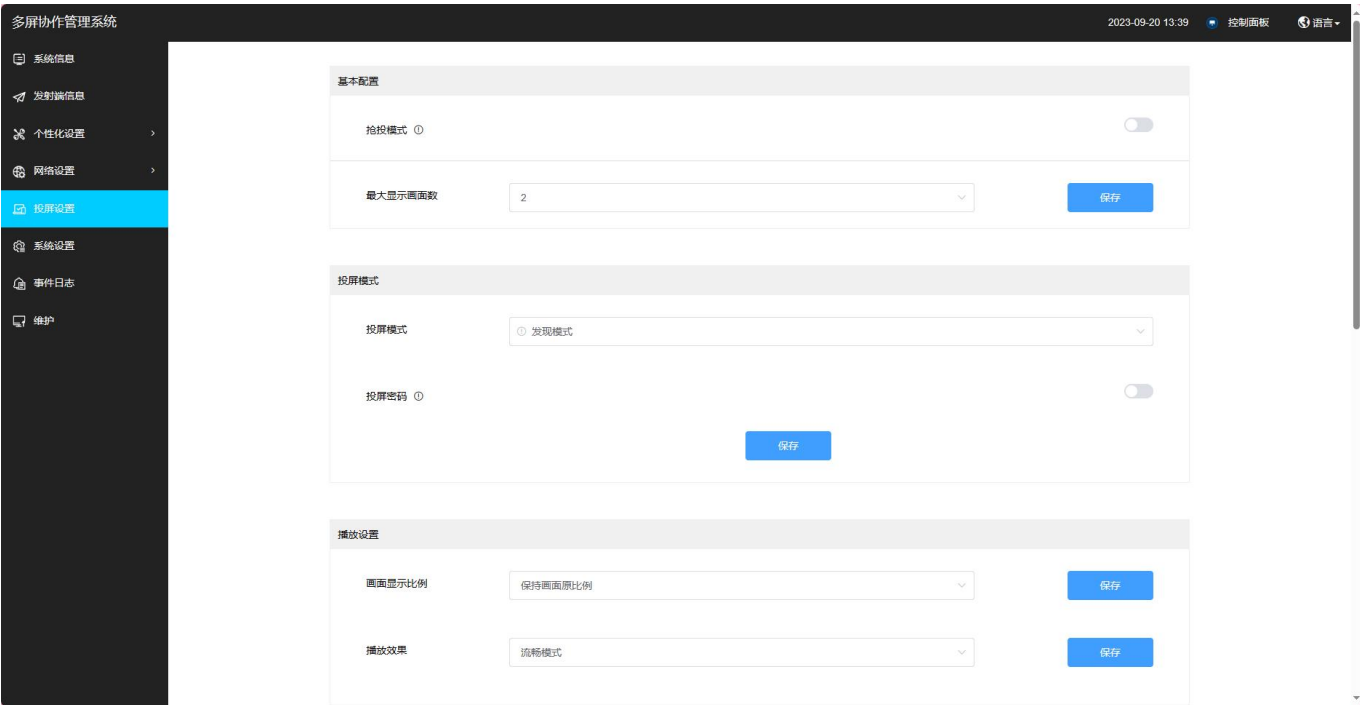 多屏协作管理系统
2023-09-20 13:39 控制面板 语言
系统信息
发射端信息
个性化设置
网络设置
投屏设置
系统设置
事件日志
维护
基本配置
抢投模式
最大显示画面数 2 保存
投屏模式
投屏模式 发现模式
投屏密码
保存
播放设置
画面显示比例 保持画面原比例 保存
播放效果 流畅模式 保存